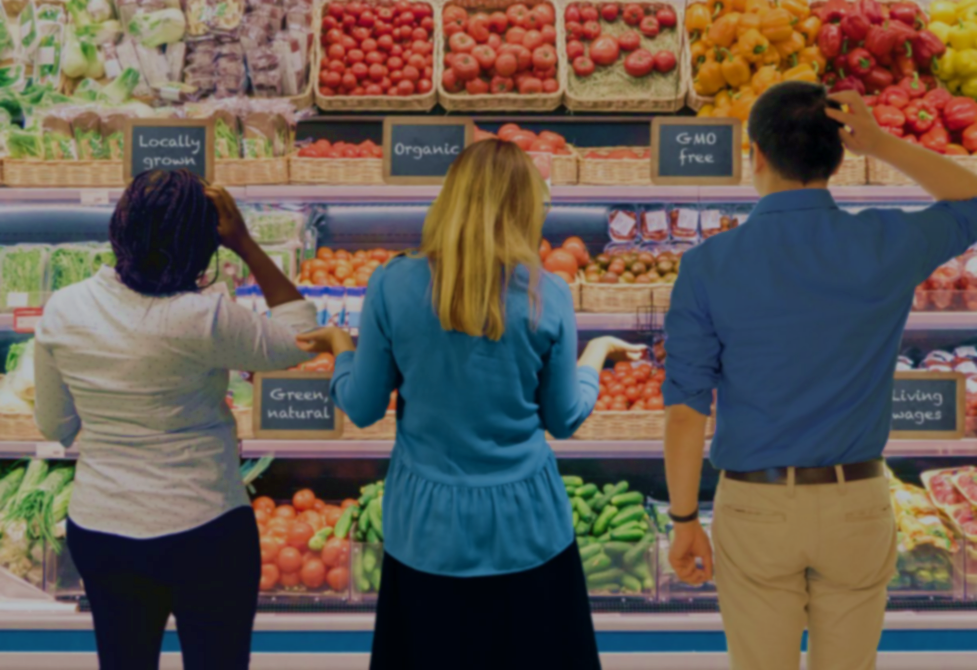 Locally
grown
Organic
GMO
free
Green,
natural
Living
wages